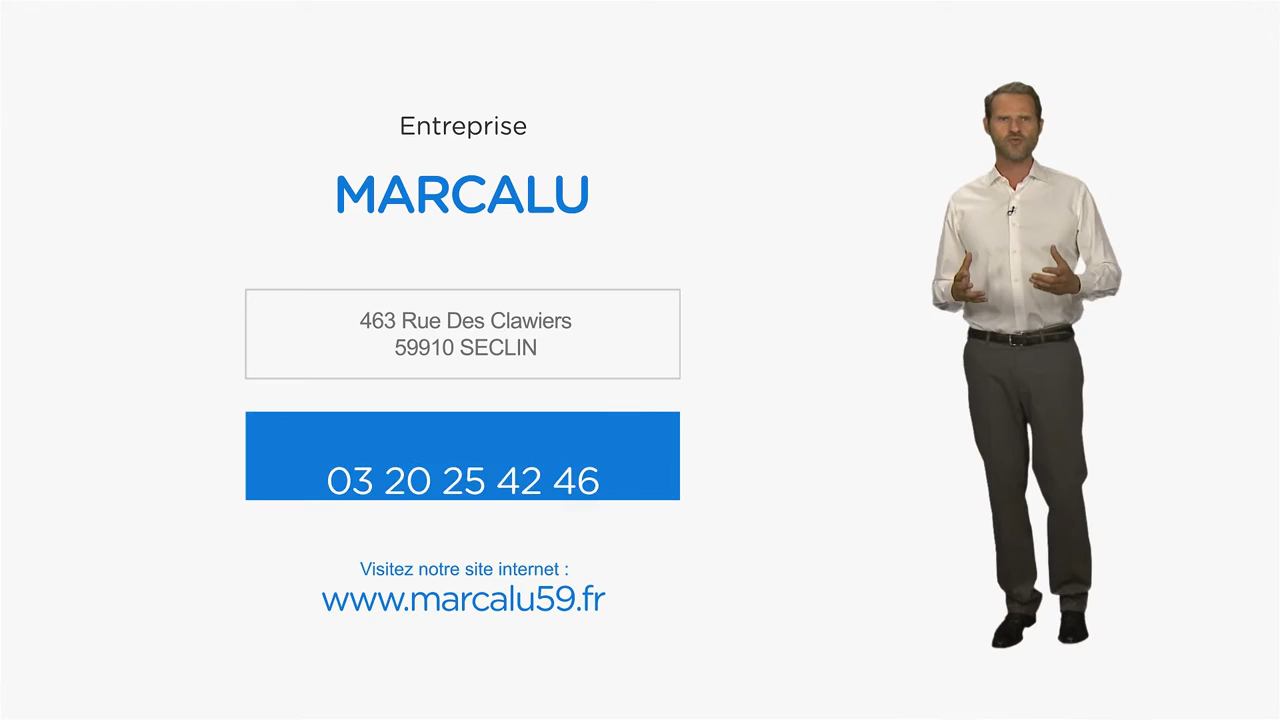 Entreprise
MARCALU
463 Rue Des Clawiers
59910 SECLIN
03 20 25 42 46
Visitez notre site internet :
www.marcalu59.fr